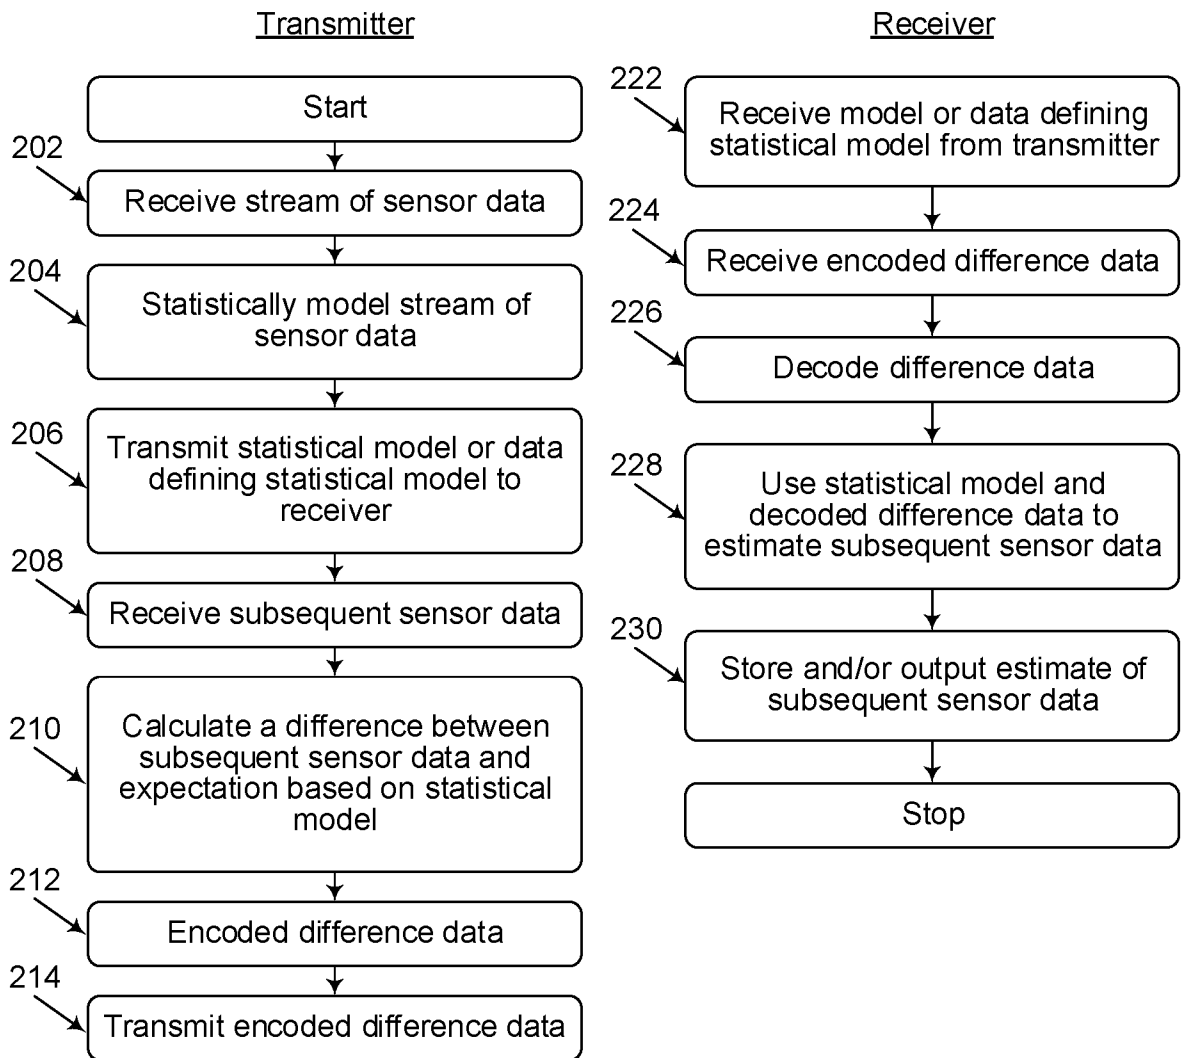 Transmitter
Start
202
Receive stream of sensor data
204
Statistically model stream of
sensor data
206
Transmit statistical model or data
defining statistical model to
receiver
208
Receive subsequent sensor data
210
Calculate a difference between
subsequent sensor data and
expectation based on statistical
model
212
Encoded difference data
214
Transmit encoded difference data
Receiver
222
Receive model or data defining
statistical model from transmitter
224
Receive encoded difference data
226
Decode difference data
228
Use statistical model and
decoded difference data to
estimate subsequent sensor data
230
Store and/or output estimate of
subsequent sensor data
Stop